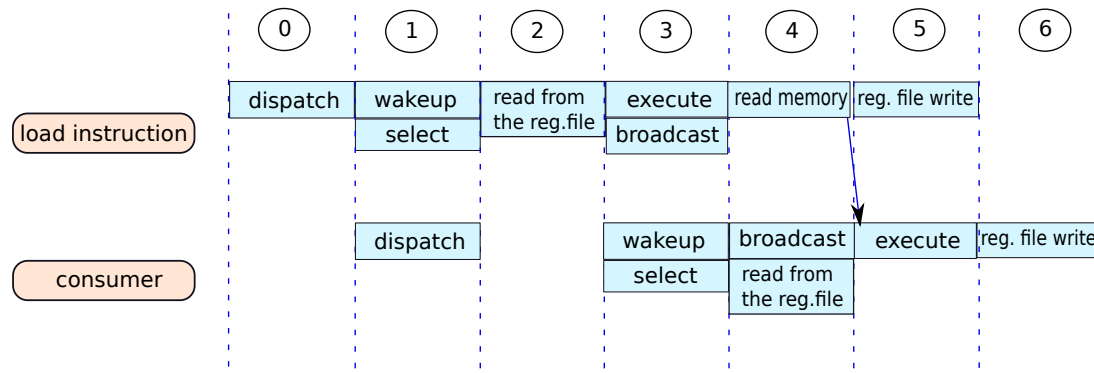 0 1 2 3 4 5 6
dispatch wakeup read from execute read memory reg. file write
load instruction select the reg.file broadcast
dispatch wakeup broadcast execute reg. file write
consumer select read from
the reg.file